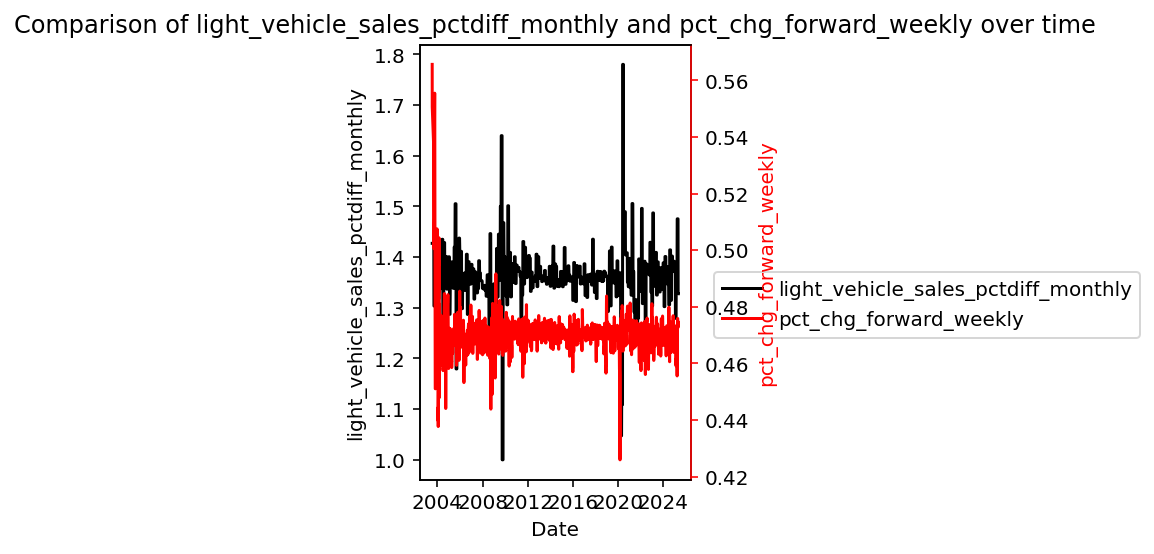 Comparison of light_vehicle_sales_pctdiff_monthly and pct_chg_forward_weekly over time
light_vehicle_sales_pctdiff_monthly
1.8
1.7
1.6
1.5
1.4
1.3
1.2
1.1
1.0
0.56
0.54
0.52
0.50
0.48
0.46
0.44
0.42
pct_chg_forward_weekly
light_vehicle_sales_pctdiff_monthly
pct_chg_forward_weekly
2004 2008 2012 2016 2020 2024
Date